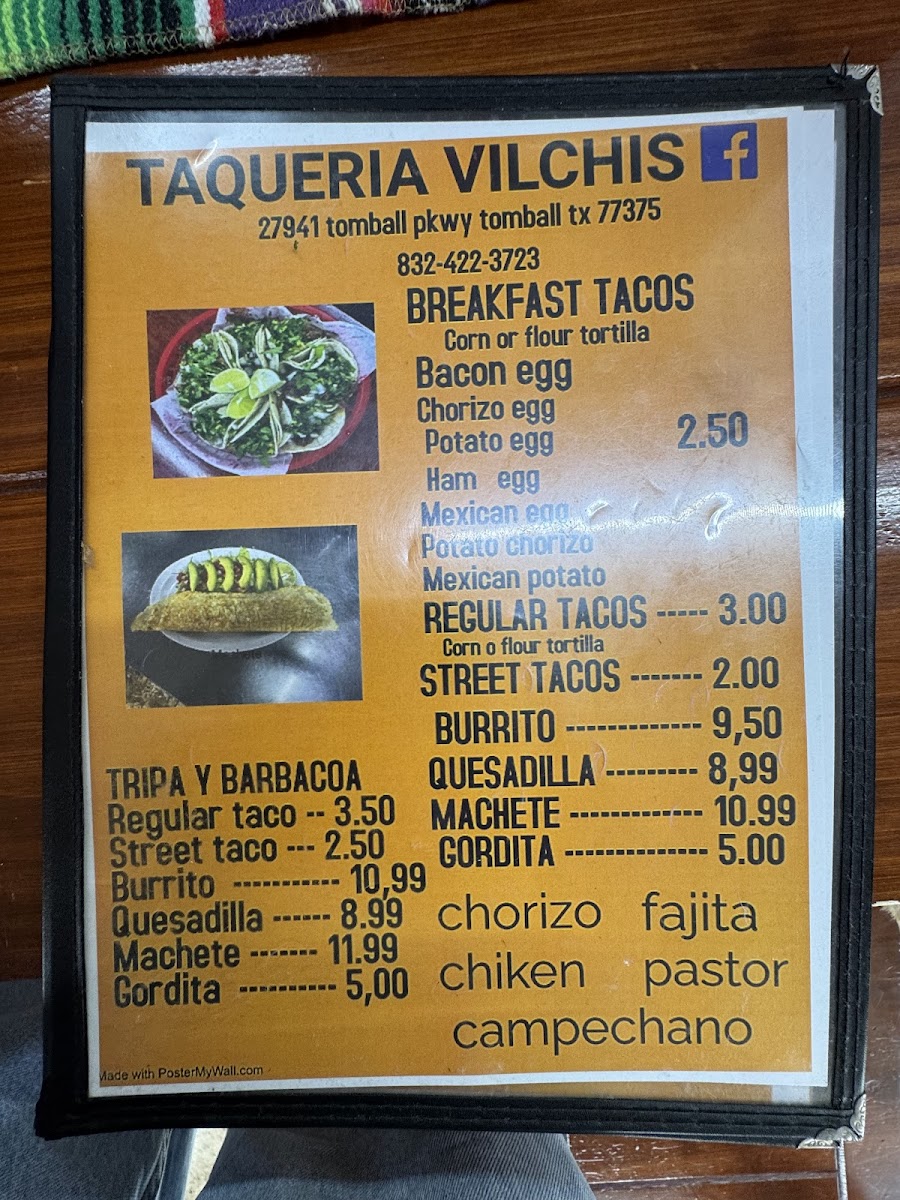 TAQUERIA VILCHIS f
27941 tomball pkwy tomball tx 77375
832-422-3723
BREAKFAST TACOS
Corn or flour tortilla
Bacon egg
Chorizo egg
Potato egg 2.50
Ham egg
Mexican egg
Potato chorizo
Mexican potato
REGULAR TACOS ----- 3.00
Corn o flour tortilla
STREET TACOS ------- 2.00
BURRITO ------------- 9,50
QUESADILLA --------- 8,99
MACHETE ------------- 10.99
GORDITA -------------- 5.00
TRIPA Y BARBACOA
Regular taco -- 3.50
Street taco --- 2.50
Burrito ----------- 10,99
Quesadilla ------ 8.99
Machete ------- 11.99
Gordita ---------- 5,00
chorizo fajita
chiken pastor
campechano
Made with PosterMyWall.com